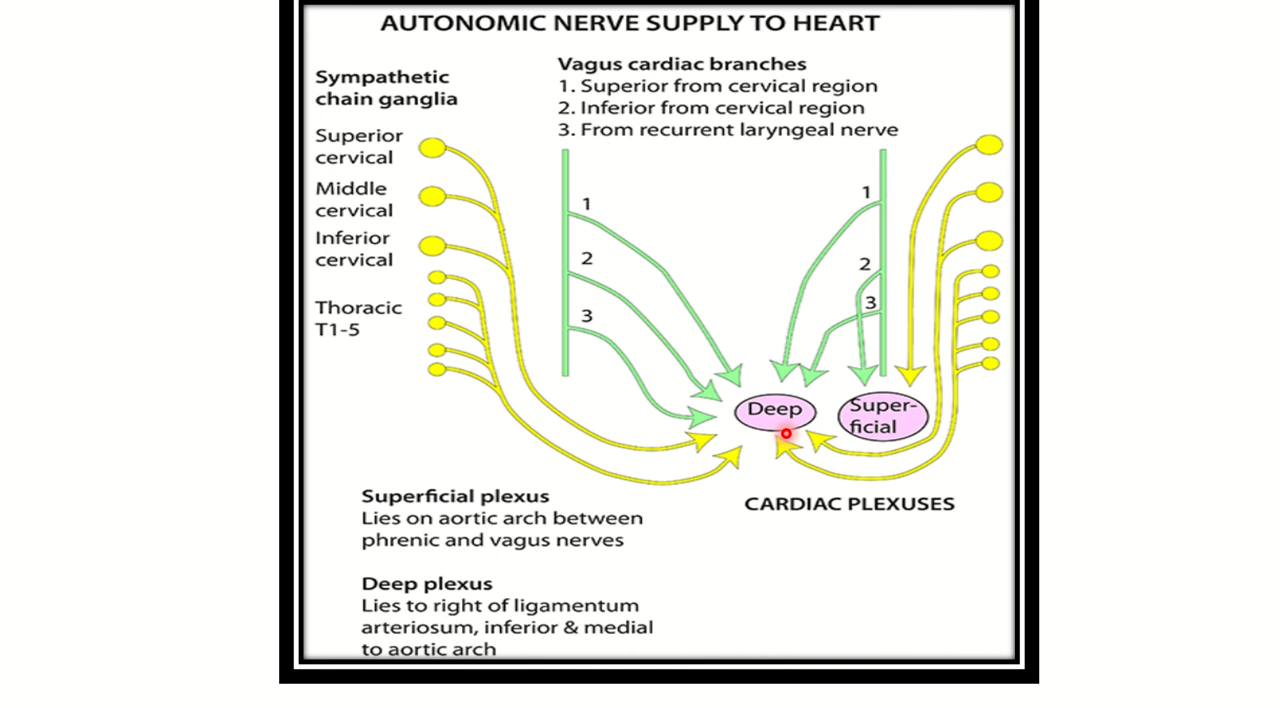 AUTONOMIC NERVE SUPPLY TO HEART
Sympathetic
chain ganglia
Vagus cardiac branches
1. Superior from cervical region
2. Inferior from cervical region
3. From recurrent laryngeal nerve
Superior
cervical
Middle
cervical
Inferior
cervical
Thoracic
T1-5
1
2
3
1
2
3
Deep
Super-
ficial
CARDIAC PLEXUSES
Superficial plexus
Lies on aortic arch between
phrenic and vagus nerves
Deep plexus
Lies to right of ligamentum
arteriosum, inferior & medial
to aortic arch